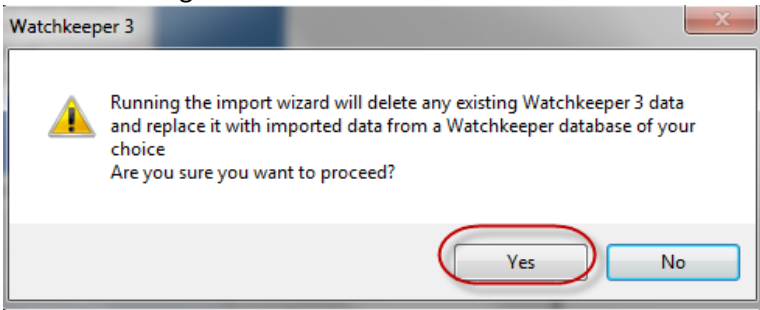 Watchkeeper 3
Running the import wizard will delete any existing Watchkeeper 3 data
and replace it with imported data from a Watchkeeper database of your
choice
Are you sure you want to proceed?
Yes No